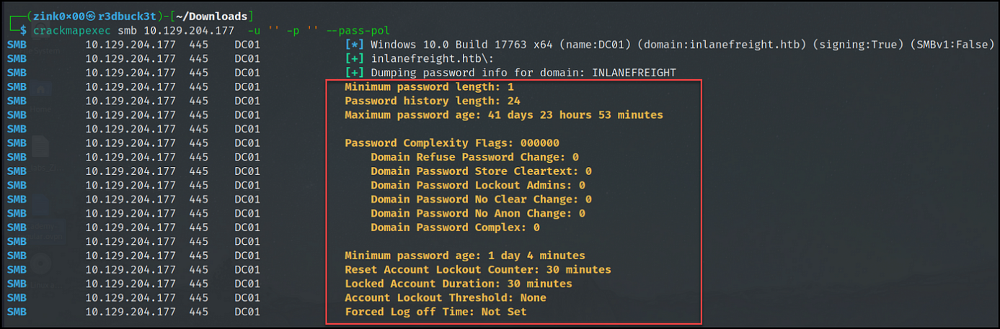 (zink0×00㉿r3dbuck3t)-[~/Downloads]
$ crackmapexec smb 10.129.204.177 -u '' -p '' --pass-pol
SMB 10.129.204.177 445 DC01 [*] Windows 10.0 Build 17763 x64 (name:DC01) (domain:inlanefreight.htb) (signing:True) (SMBv1:False)
SMB 10.129.204.177 445 DC01 [+] inlanefreight.htb\:
SMB 10.129.204.177 445 DC01 [+] Dumping password info for domain: INLANEFREIGHT
SMB 10.129.204.177 445 DC01 Minimum password length: 1
SMB 10.129.204.177 445 DC01 Password history length: 24
SMB 10.129.204.177 445 DC01 Maximum password age: 41 days 23 hours 53 minutes
SMB 10.129.204.177 445 DC01
SMB 10.129.204.177 445 DC01 Password Complexity Flags: 000000
SMB 10.129.204.177 445 DC01 Domain Refuse Password Change: 0
SMB 10.129.204.177 445 DC01 Domain Password Store Cleartext: 0
SMB 10.129.204.177 445 DC01 Domain Password Lockout Admins: 0
SMB 10.129.204.177 445 DC01 Domain Password No Clear Change: 0
SMB 10.129.204.177 445 DC01 Domain Password No Anon Change: 0
SMB 10.129.204.177 445 DC01 Domain Password Complex: 0
SMB 10.129.204.177 445 DC01
SMB 10.129.204.177 445 DC01 Minimum password age: 1 day 4 minutes
SMB 10.129.204.177 445 DC01 Reset Account Lockout Counter: 30 minutes
SMB 10.129.204.177 445 DC01 Locked Account Duration: 30 minutes
SMB 10.129.204.177 445 DC01 Account Lockout Threshold: None
SMB 10.129.204.177 445 DC01 Forced Log off Time: Not Set